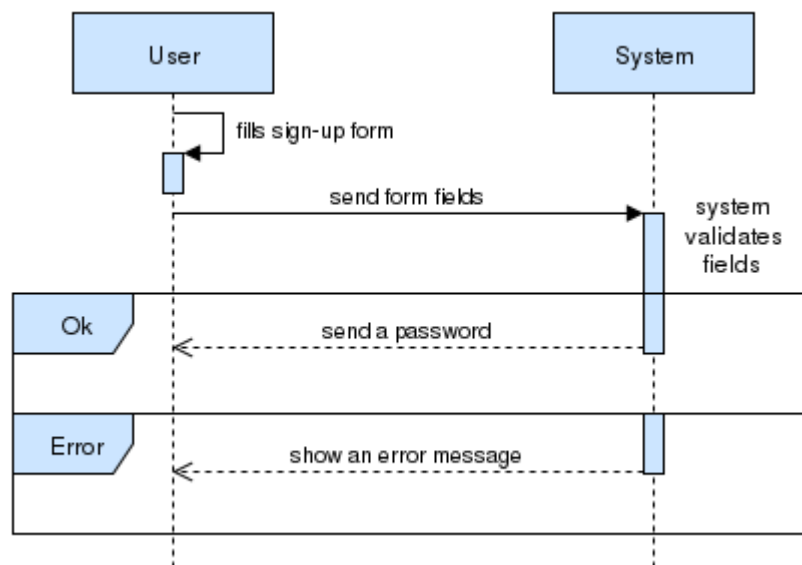 User
System
fills sign-up form
send form fields
system
validates
fields
Ok
send a password
Error
show an error message